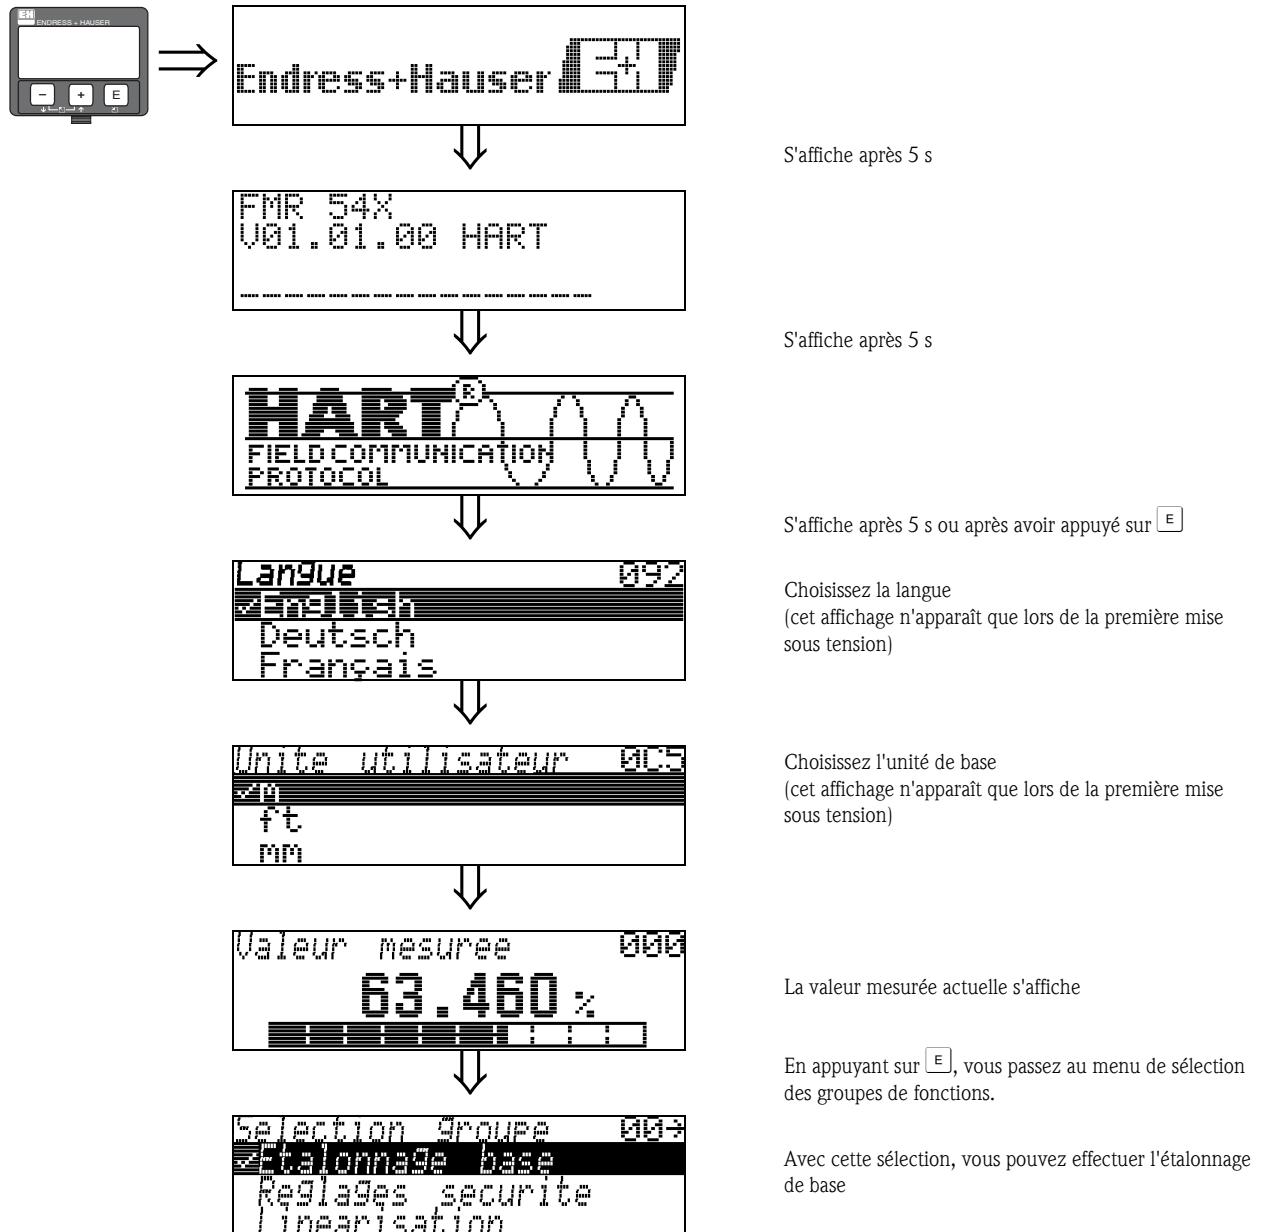 ENDRESS + HAUSER
− + E
Endress+Hauser
S'affiche après 5 s
FMR 54X
V01.01.00 HART
S'affiche après 5 s
HART®
FIELD COMMUNICATION
PROTOCOL
S'affiche après 5 s ou après avoir appuyé sur E
Langue 092
✓English
Deutsch
Français
Choisissez la langue
(cet affichage n'apparaît que lors de la première mise
sous tension)
Unite utilisateur 0C5
✓m
ft
mm
Choisissez l'unité de base
(cet affichage n'apparaît que lors de la première mise
sous tension)
Valeur mesuree 000
63.460 %
La valeur mesurée actuelle s'affiche
En appuyant sur E, vous passez au menu de sélection
des groupes de fonctions.
Selection groupe 00→
✓Etalonnage base
Reglages securite
Linearisation
Avec cette sélection, vous pouvez effectuer l'étalonnage
de base